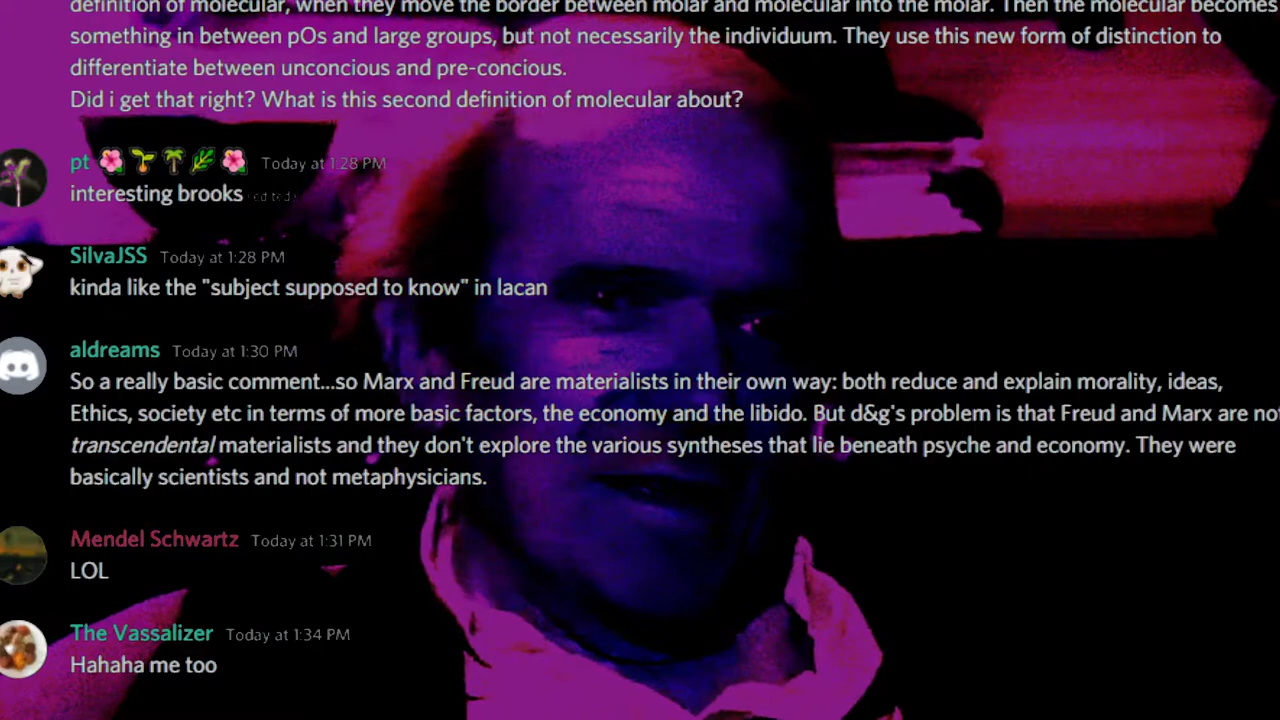 definition of molecular, when they move the border between molar and molecular into the molar. Then the molecular becomes
something in between pOs and large groups, but not necessarily the individuum. They use this new form of distinction to
differentiate between unconcious and pre-concious.
Did i get that right? What is this second definition of molecular about?
pt 🌺🌱🌴🌿🌺 Today at 1:28 PM
interesting brooks (edited)
SilvaJSS Today at 1:28 PM
kinda like the "subject supposed to know" in lacan
aldreams Today at 1:30 PM
So a really basic comment...so Marx and Freud are materialists in their own way: both reduce and explain morality, ideas,
Ethics, society etc in terms of more basic factors, the economy and the libido. But d&g's problem is that Freud and Marx are not
transcendental materialists and they don't explore the various syntheses that lie beneath psyche and economy. They were
basically scientists and not metaphysicians.
Mendel Schwartz Today at 1:31 PM
LOL
The Vassalizer Today at 1:34 PM
Hahaha me too